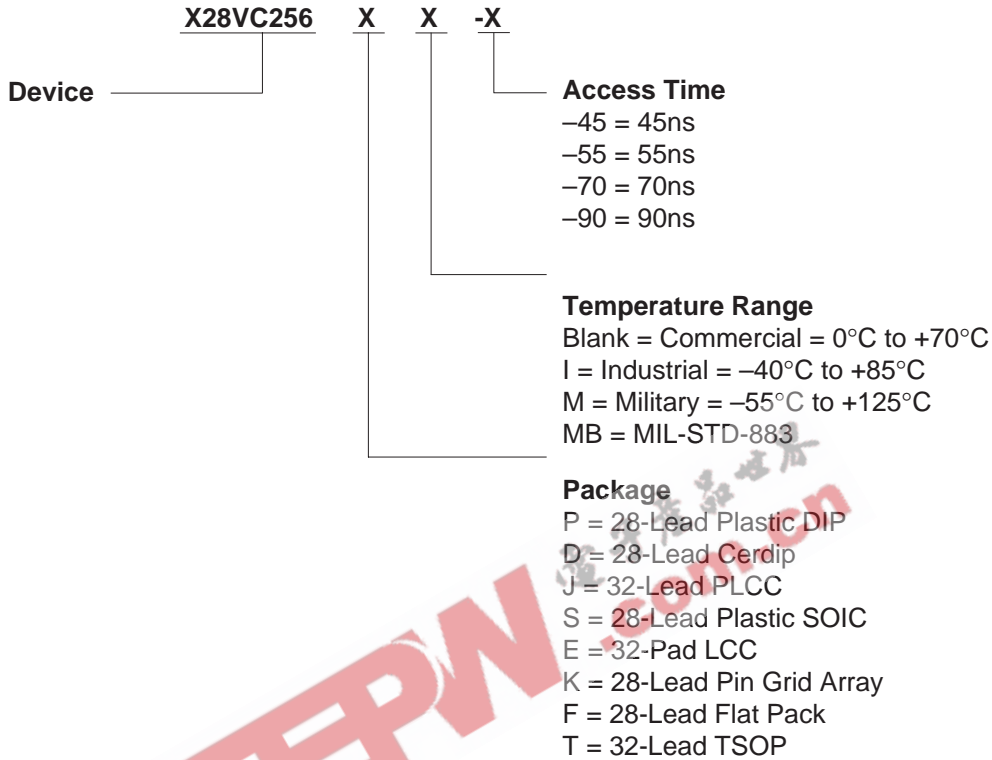 X28VC256 X X -X
Device
Access Time
–45 = 45ns
–55 = 55ns
–70 = 70ns
–90 = 90ns
Temperature Range
Blank = Commercial = 0°C to +70°C
I = Industrial = –40°C to +85°C
M = Military = –55°C to +125°C
MB = MIL-STD-883
Package
P = 28-Lead Plastic DIP
D = 28-Lead Cerdip
J = 32-Lead PLCC
S = 28-Lead Plastic SOIC
E = 32-Pad LCC
K = 28-Lead Pin Grid Array
F = 28-Lead Flat Pack
T = 32-Lead TSOP
.com.cn